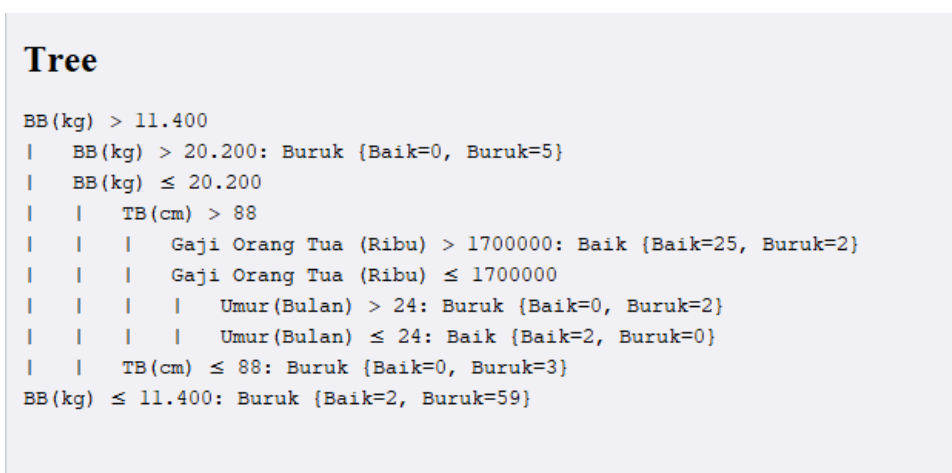 Tree
BB(kg) > 11.400
| BB(kg) > 20.200: Buruk {Baik=0, Buruk=5}
| BB(kg) ≤ 20.200
| | TB(cm) > 88
| | | Gaji Orang Tua (Ribu) > 1700000: Baik {Baik=25, Buruk=2}
| | | Gaji Orang Tua (Ribu) ≤ 1700000
| | | | Umur(Bulan) > 24: Buruk {Baik=0, Buruk=2}
| | | | Umur(Bulan) ≤ 24: Baik {Baik=2, Buruk=0}
| | TB(cm) ≤ 88: Buruk {Baik=0, Buruk=3}
BB(kg) ≤ 11.400: Buruk {Baik=2, Buruk=59}